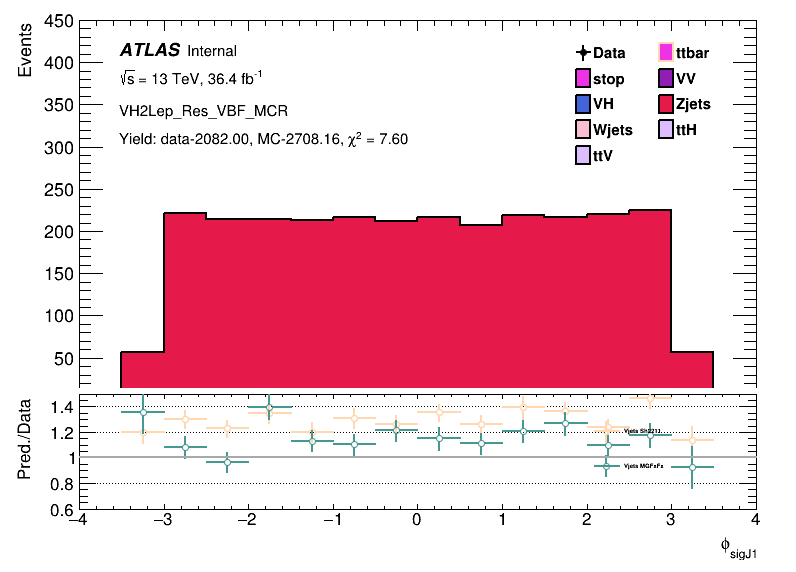 Events
450
400
350
300
250
200
150
100
50
ATLAS Internal
√s = 13 TeV, 36.4 fb⁻¹
VH2Lep_Res_VBF_MCR
Yield: data-2082.00, MC-2708.16, χ² = 7.60
Data ttbar
stop VV
VH Zjets
Wjets ttH
ttV
Pred./Data
1.4
1.2
1
0.8
0.6
Vjets SH2211
Vjets MGFxFx
−4 −3 −2 −1 0 1 2 3 4
ϕsigJ1